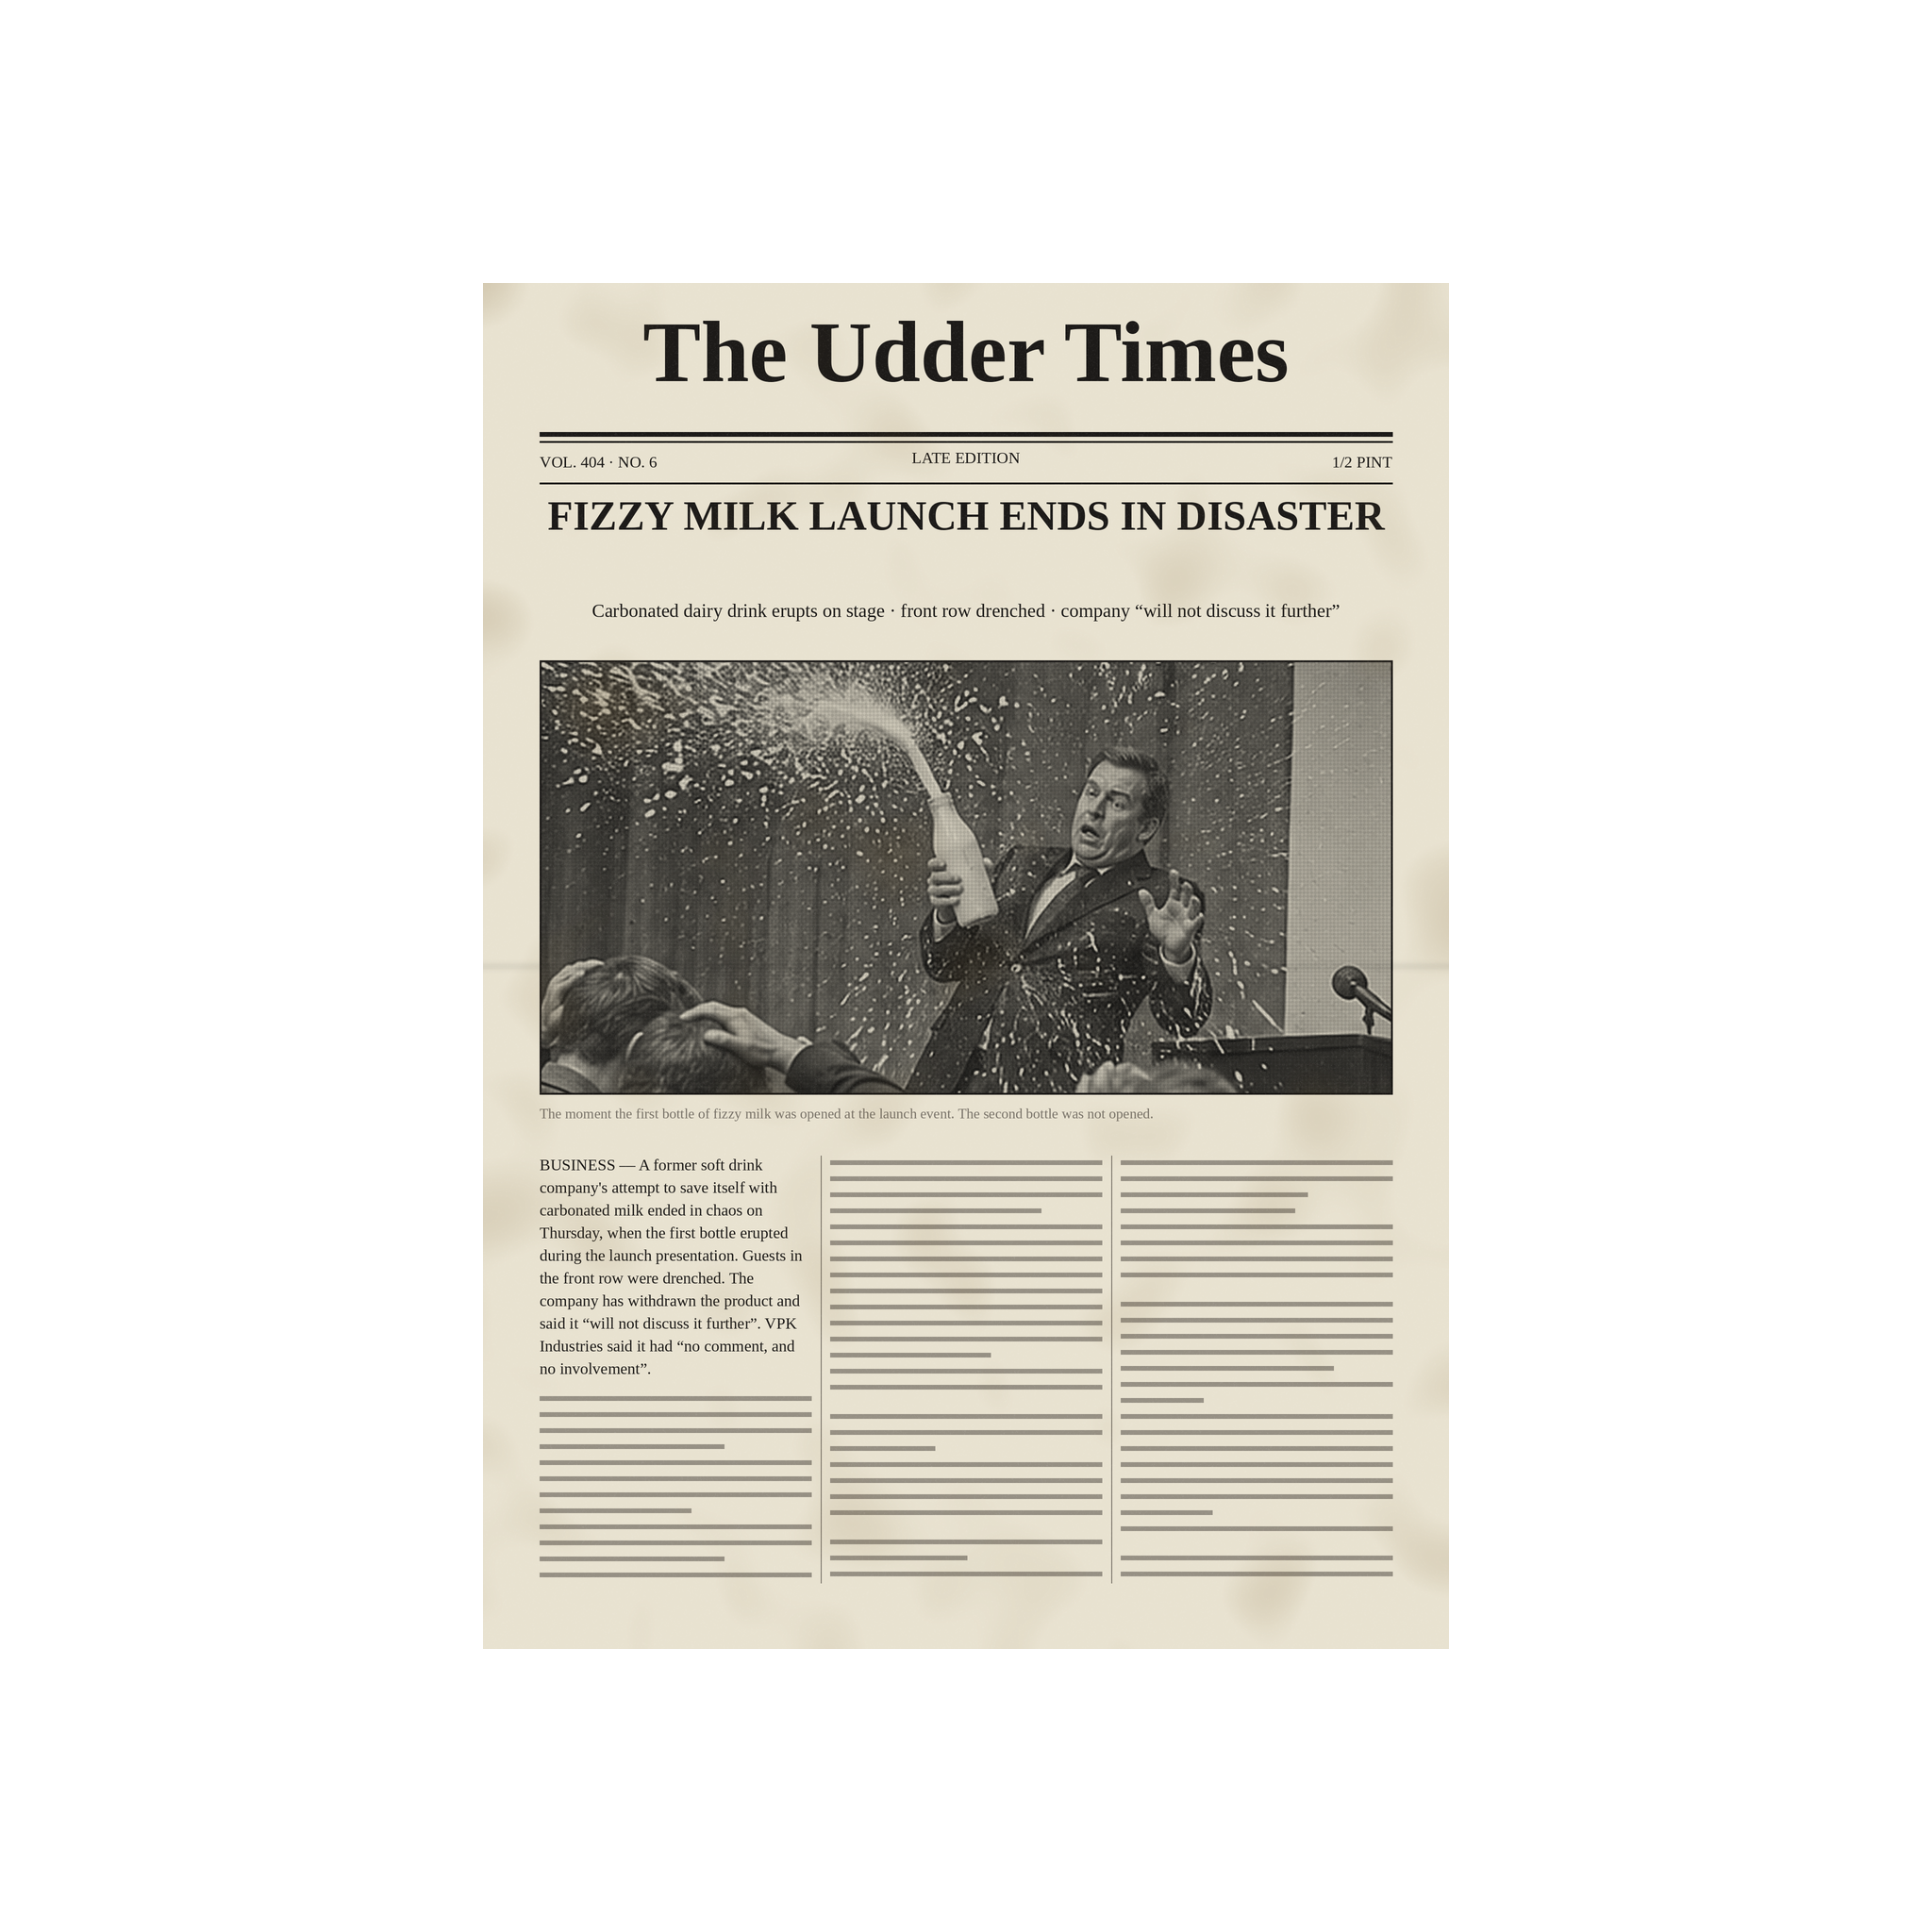 The Udder Times
VOL. 404 · NO. 6
LATE EDITION
1/2 PINT
FIZZY MILK LAUNCH ENDS IN DISASTER
Carbonated dairy drink erupts on stage · front row drenched · company “will not discuss it further”
The moment the first bottle of fizzy milk was opened at the launch event. The second bottle was not opened.
BUSINESS — A former soft drink
company's attempt to save itself with
carbonated milk ended in chaos on
Thursday, when the first bottle erupted
during the launch presentation. Guests in
the front row were drenched. The
company has withdrawn the product and
said it “will not discuss it further”. VPK
Industries said it had “no comment, and
no involvement”.